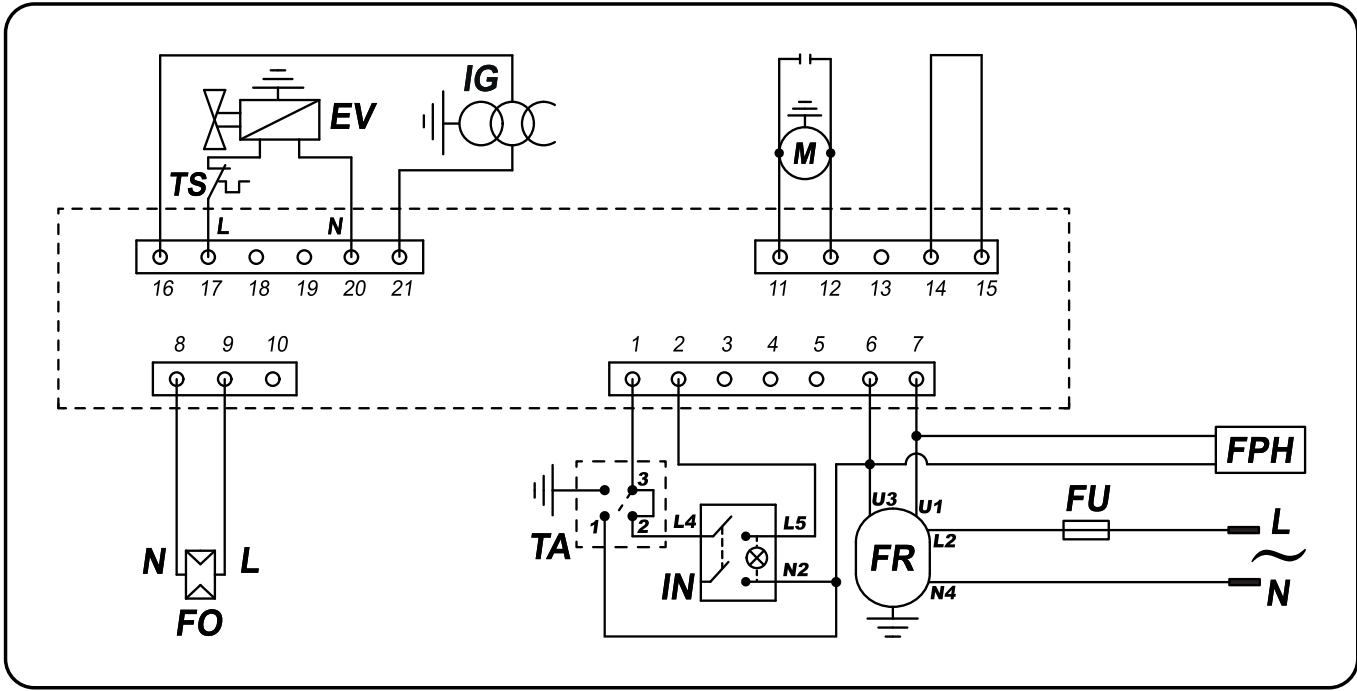 IG
EV
M
TS
L N
16 17 18 19 20 21
11 12 13 14 15
8 9 10
1 2 3 4 5 6 7
FPH
3
U3 U1
FU
1 2 L4 L5
L
TA
L2
N L
FR
IN N2
N4
N
FO